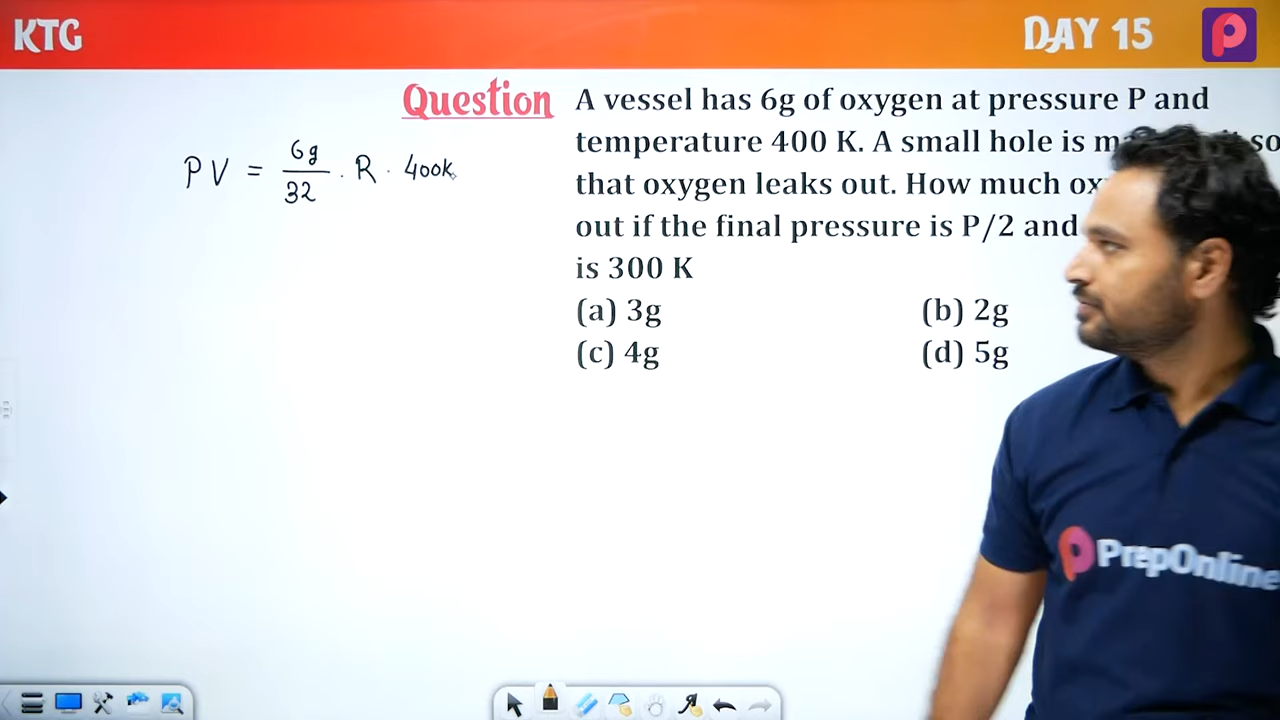 KTG
DAY 15
Question
A vessel has 6g of oxygen at pressure P and
temperature 400 K. A small hole is so
that oxygen leaks out. How much
out if the final pressure is P/2 and
is 300 K
(a) 3g
(b) 2g
(c) 4g
(d) 5g
PV = 6g/32 . R . 400K
PrepOnline